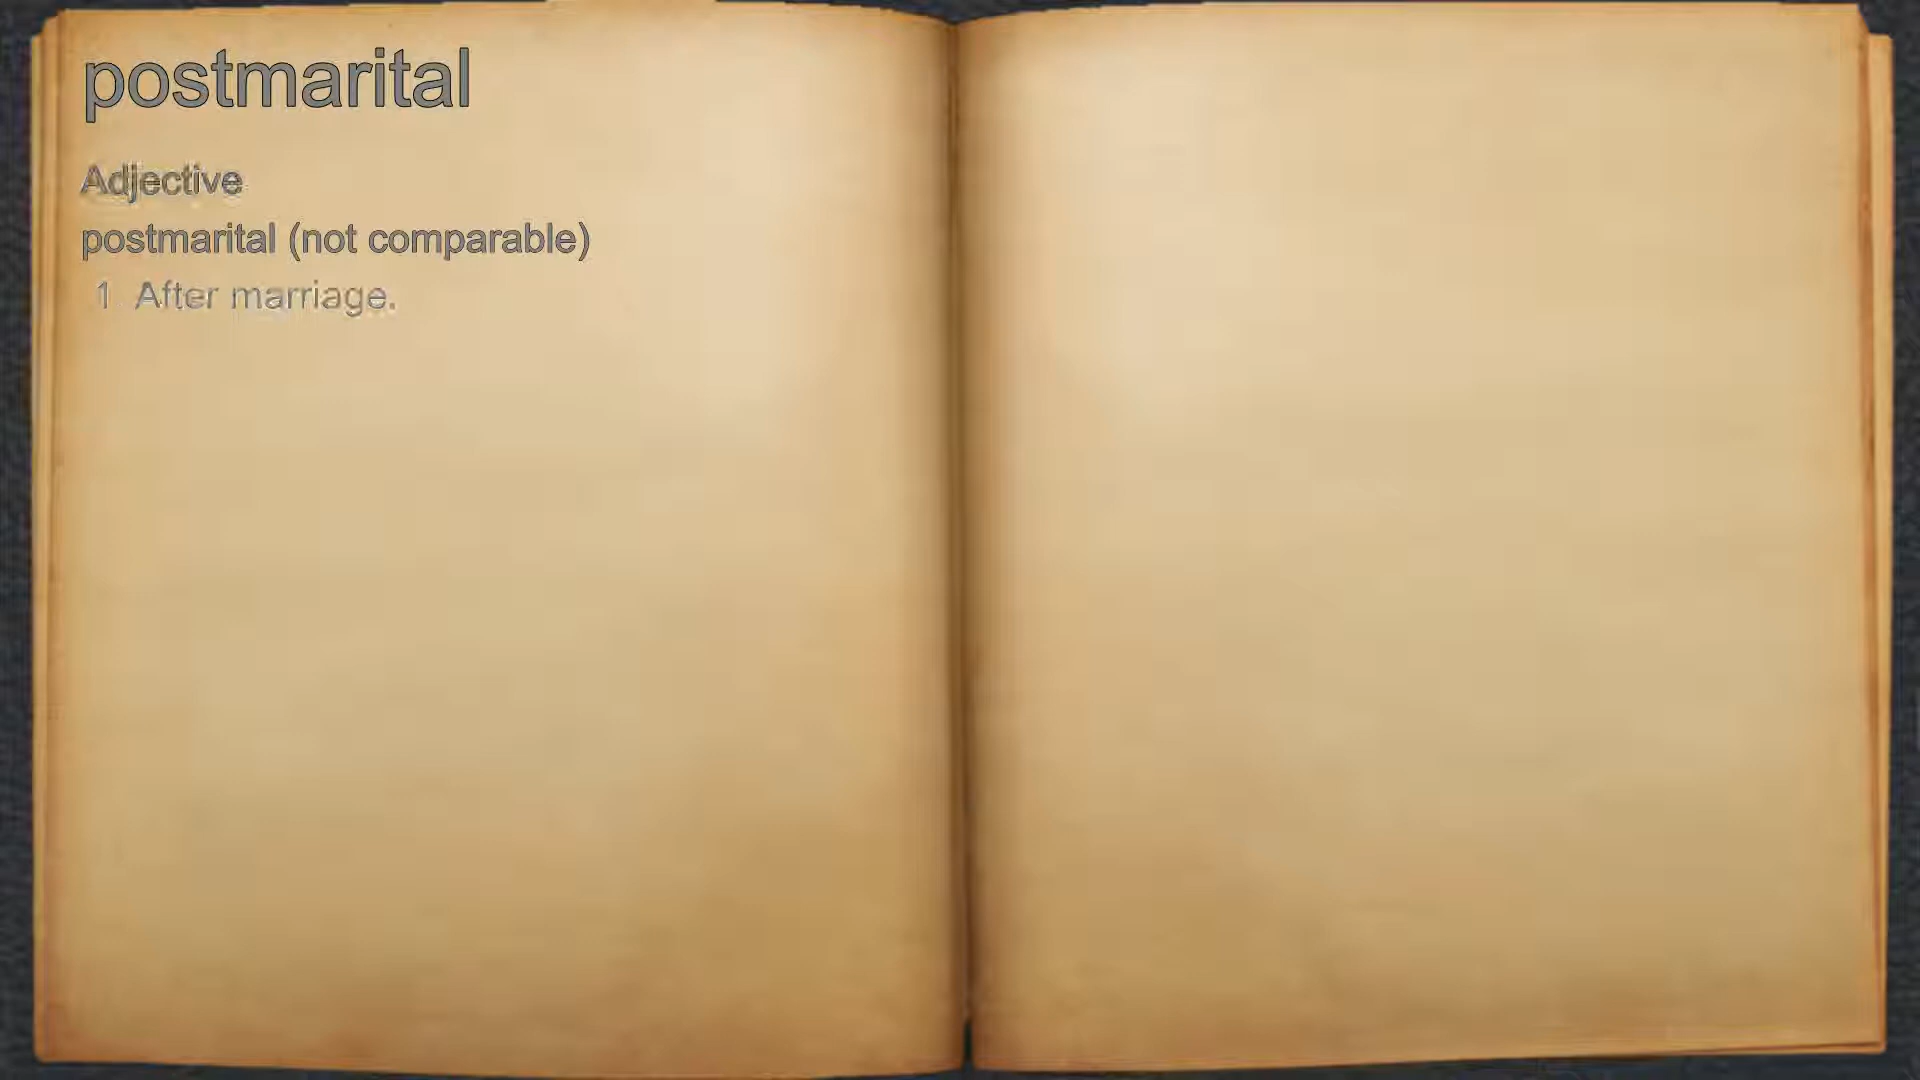 postmarital
Adjective
postmarital (not comparable)
1 After marriage.